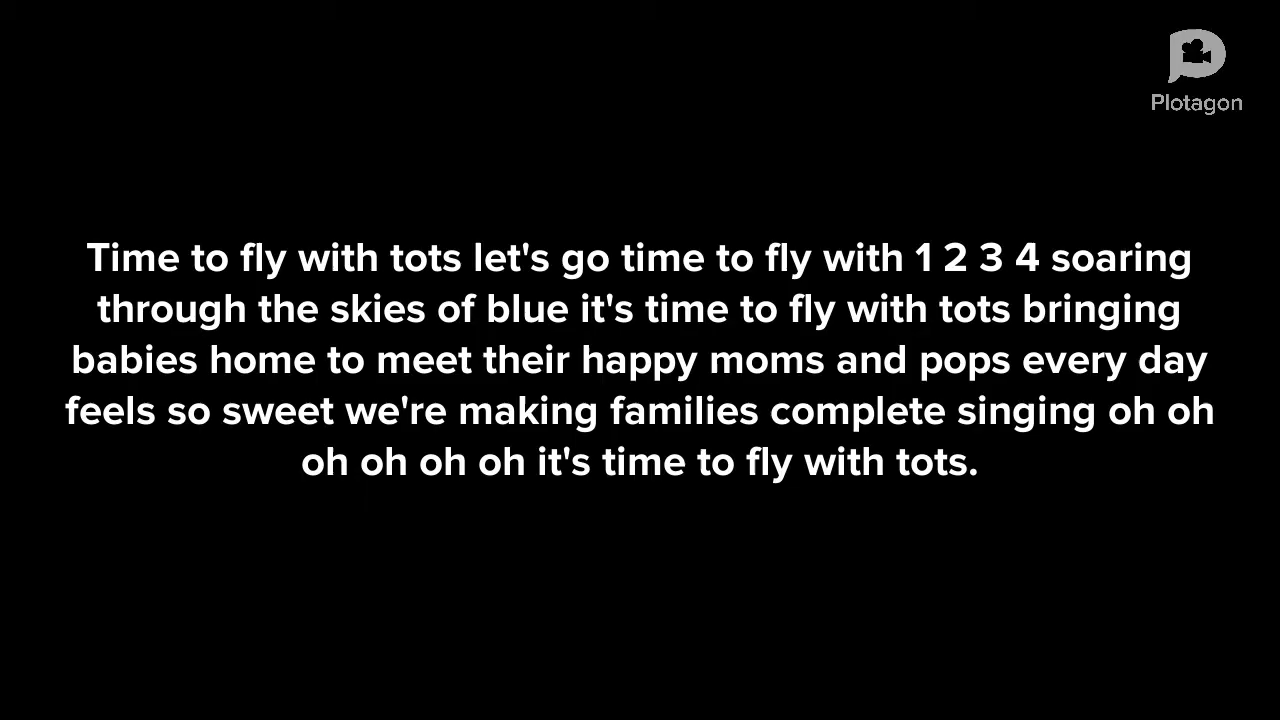 Plotagon
Time to fly with tots let's go time to fly with 1 2 3 4 soaring
through the skies of blue it's time to fly with tots bringing
babies home to meet their happy moms and pops every day
feels so sweet we're making families complete singing oh oh
oh oh oh oh it's time to fly with tots.